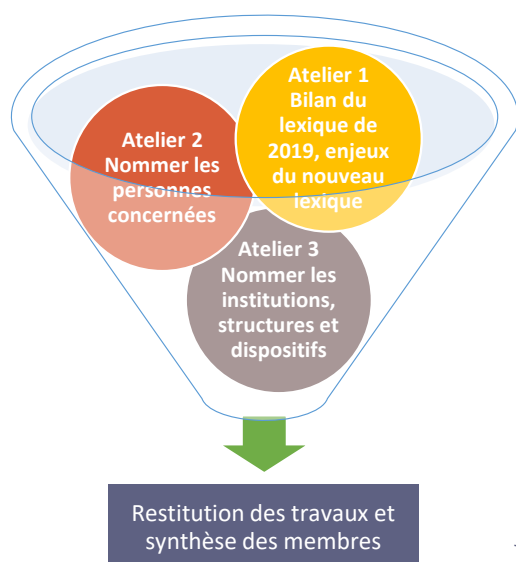 Atelier 1
Bilan du
lexique de
2019, enjeux
du nouveau
lexique
Atelier 2
Nommer les
personnes
concernées
Atelier 3
Nommer les
institutions,
structures et
dispositifs
Restitution des travaux et
synthèse des membres